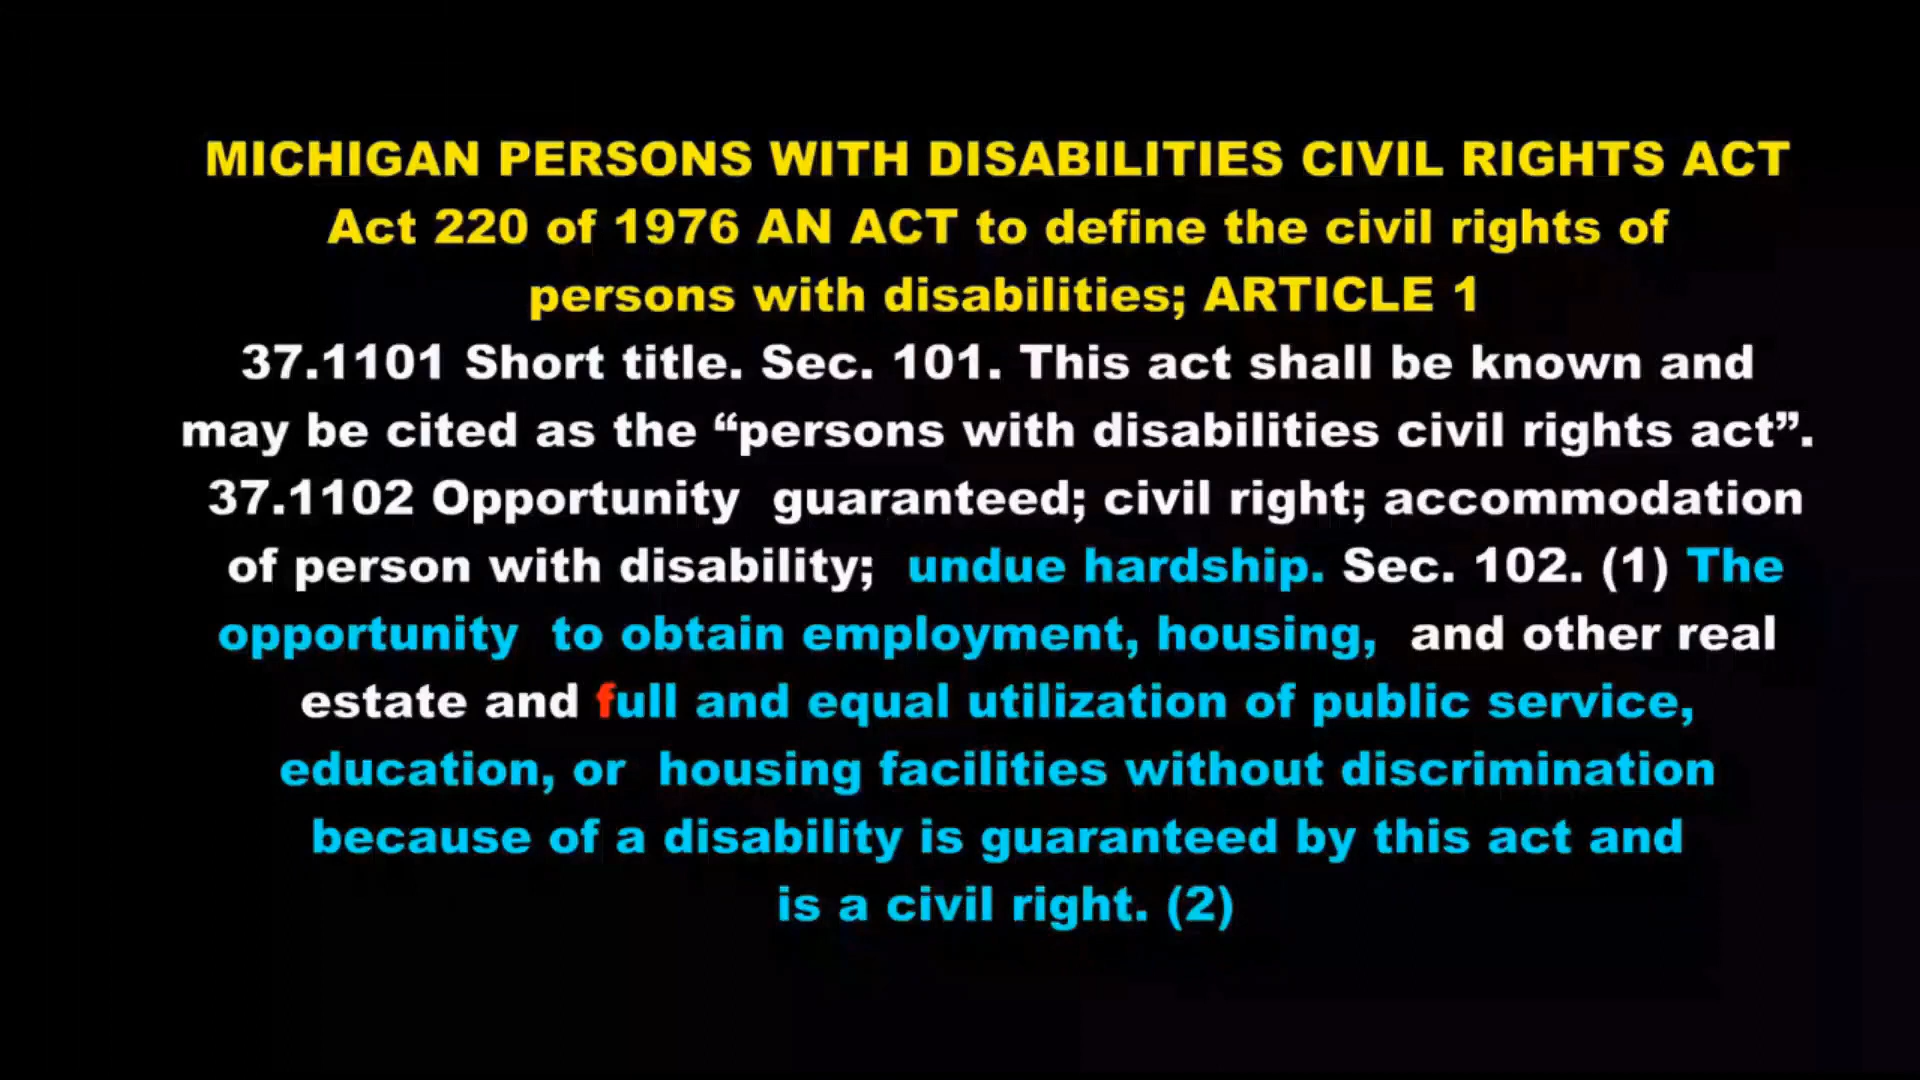 MICHIGAN PERSONS WITH DISABILITIES CIVIL RIGHTS ACT
Act 220 of 1976 AN ACT to define the civil rights of
persons with disabilities; ARTICLE 1
37.1101 Short title. Sec. 101. This act shall be known and
may be cited as the “persons with disabilities civil rights act”.
37.1102 Opportunity guaranteed; civil right; accommodation
of person with disability; undue hardship. Sec. 102. (1) The
opportunity to obtain employment, housing, and other real
estate and full and equal utilization of public service,
education, or housing facilities without discrimination
because of a disability is guaranteed by this act and
is a civil right. (2)